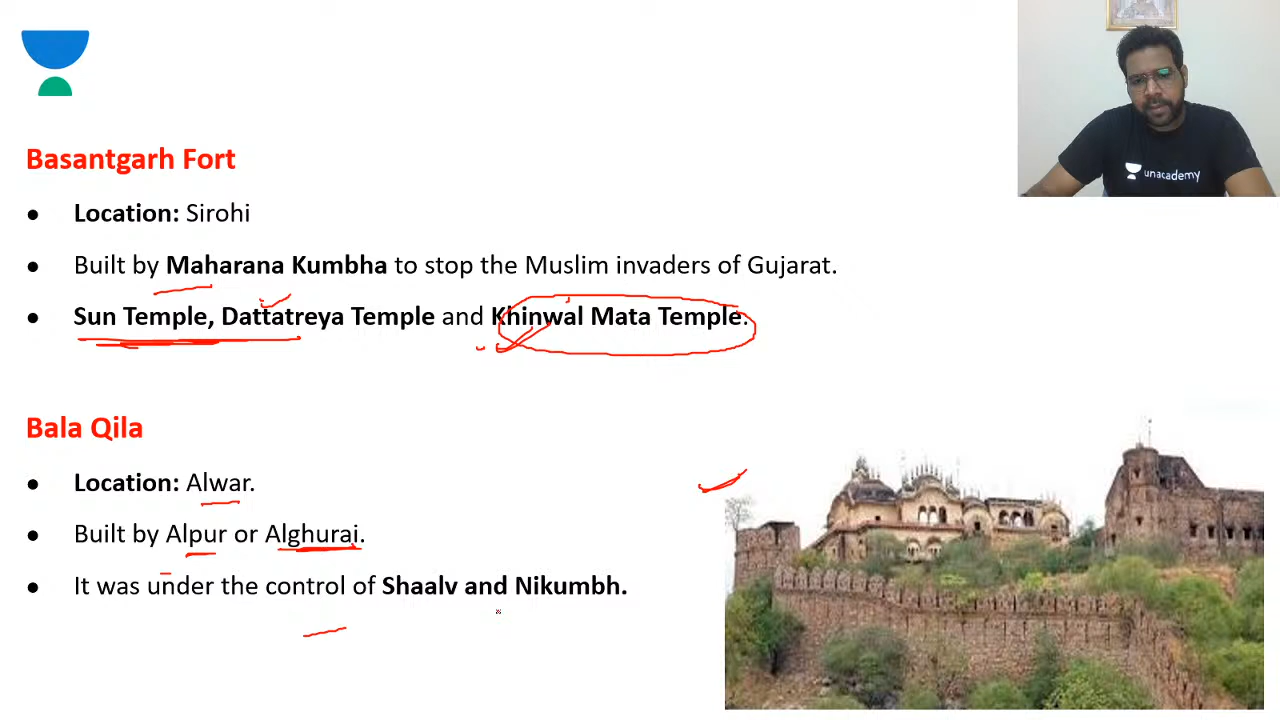 unacademy
Basantgarh Fort
● Location: Sirohi
● Built by Maharana Kumbha to stop the Muslim invaders of Gujarat.
● Sun Temple, Dattatreya Temple and Khinwal Mata Temple.
Bala Qila
● Location: Alwar.
● Built by Alpur or Alghurai.
● It was under the control of Shaalv and Nikumbh.